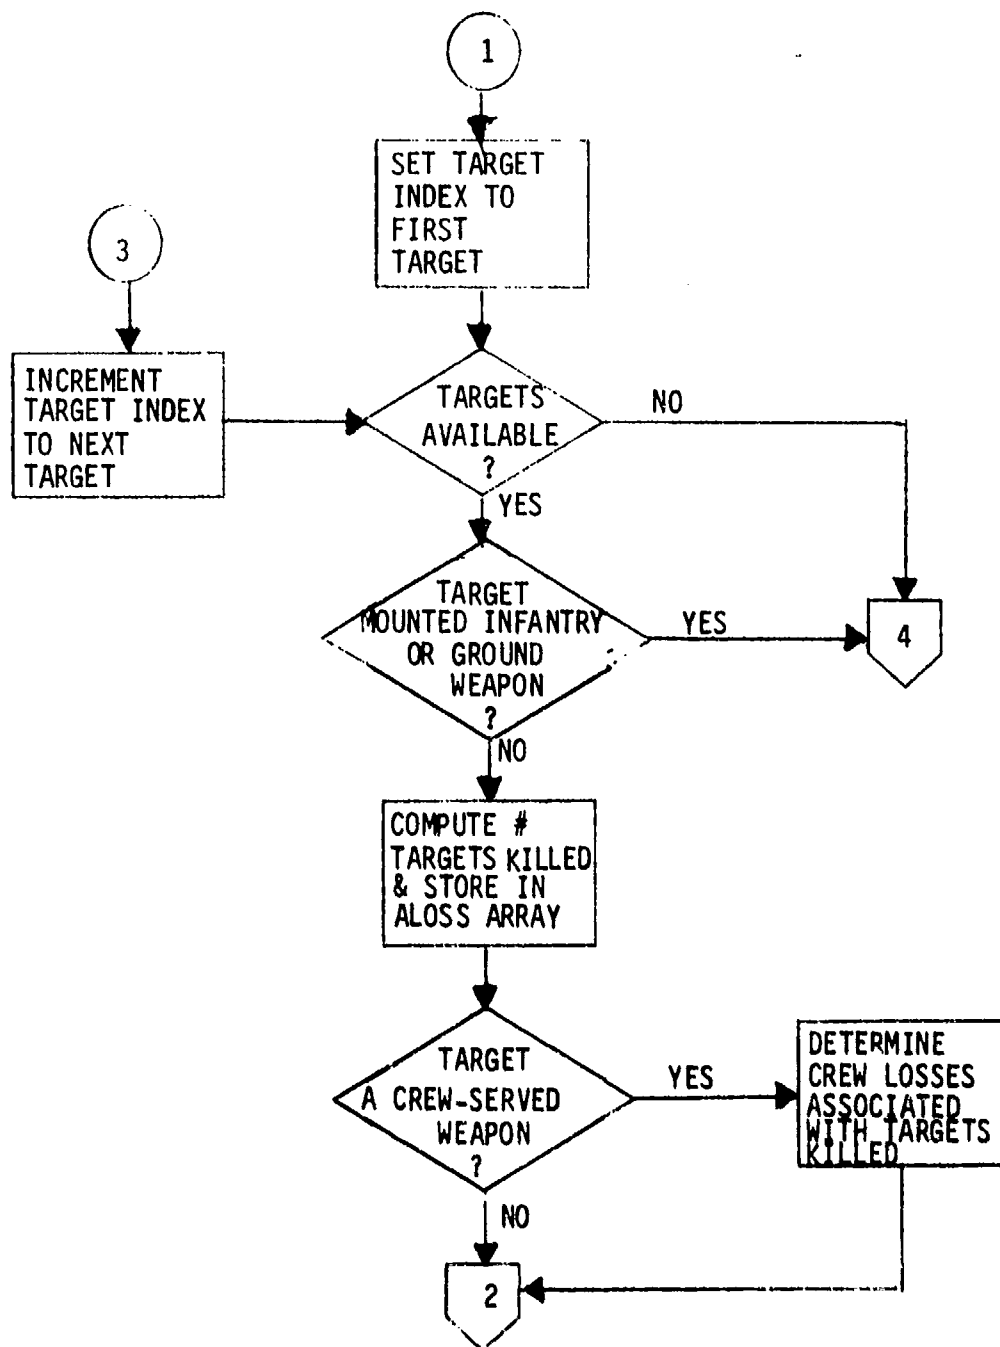 1
SET TARGET
INDEX TO
FIRST
TARGET
3
INCREMENT
TARGET INDEX
TO NEXT
TARGET
TARGETS
AVAILABLE
?
NO
YES
TARGET
MOUNTED INFANTRY
OR GROUND
WEAPON
?
YES
4
NO
COMPUTE #
TARGETS KILLED
& STORE IN
ALOSS ARRAY
TARGET
A CREW-SERVED
WEAPON
?
YES
DETERMINE
CREW LOSSES
ASSOCIATED
WITH TARGETS
KILLED
NO
2